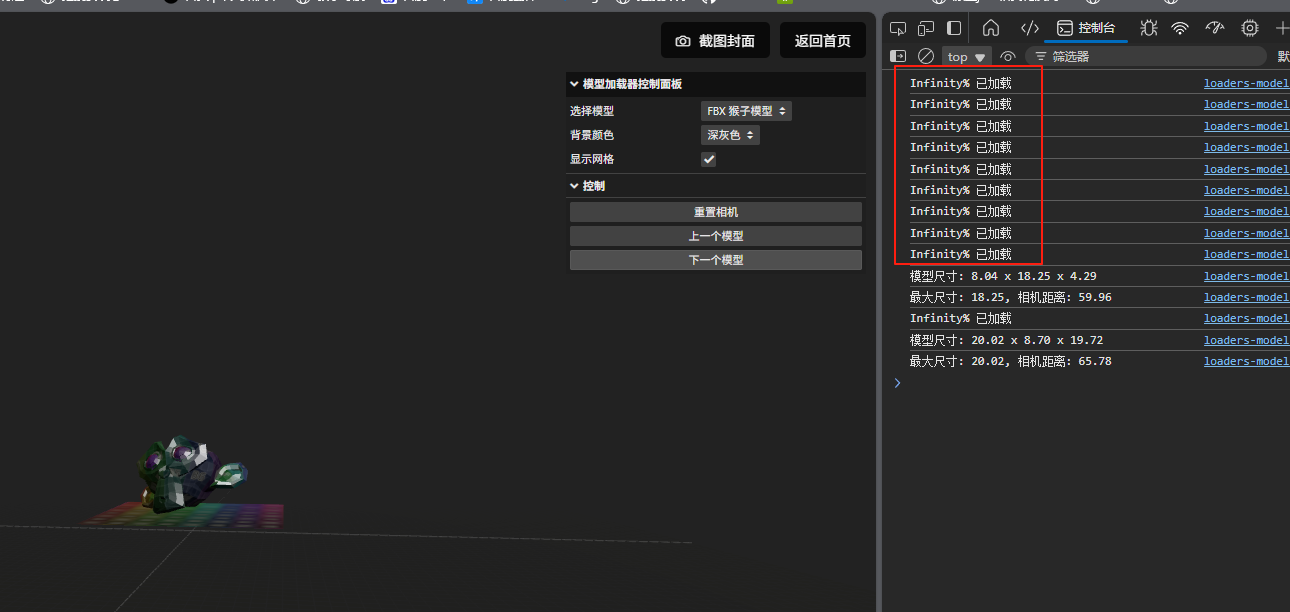 截图封面
返回首页
模型加载器控制面板
选择模型
FBX 猴子模型
背景颜色
深灰色
显示网格
控制
重置相机
上一个模型
下一个模型
控制台
top
筛选器
Infinity% 已加载 loaders-model
Infinity% 已加载 loaders-model
Infinity% 已加载 loaders-model
Infinity% 已加载 loaders-model
Infinity% 已加载 loaders-model
Infinity% 已加载 loaders-model
Infinity% 已加载 loaders-model
Infinity% 已加载 loaders-model
Infinity% 已加载 loaders-model
模型尺寸: 8.04 x 18.25 x 4.29 loaders-model
最大尺寸: 18.25, 相机距离: 59.96 loaders-model
Infinity% 已加载 loaders-model
模型尺寸: 20.02 x 8.70 x 19.72 loaders-model
最大尺寸: 20.02, 相机距离: 65.78 loaders-model